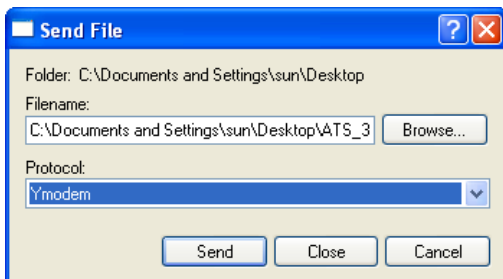 Send File
Folder: C:\Documents and Settings\sun\Desktop
Filename:
C:\Documents and Settings\sun\Desktop\ATS_3
Browse...
Protocol:
Ymodem
Send Close Cancel